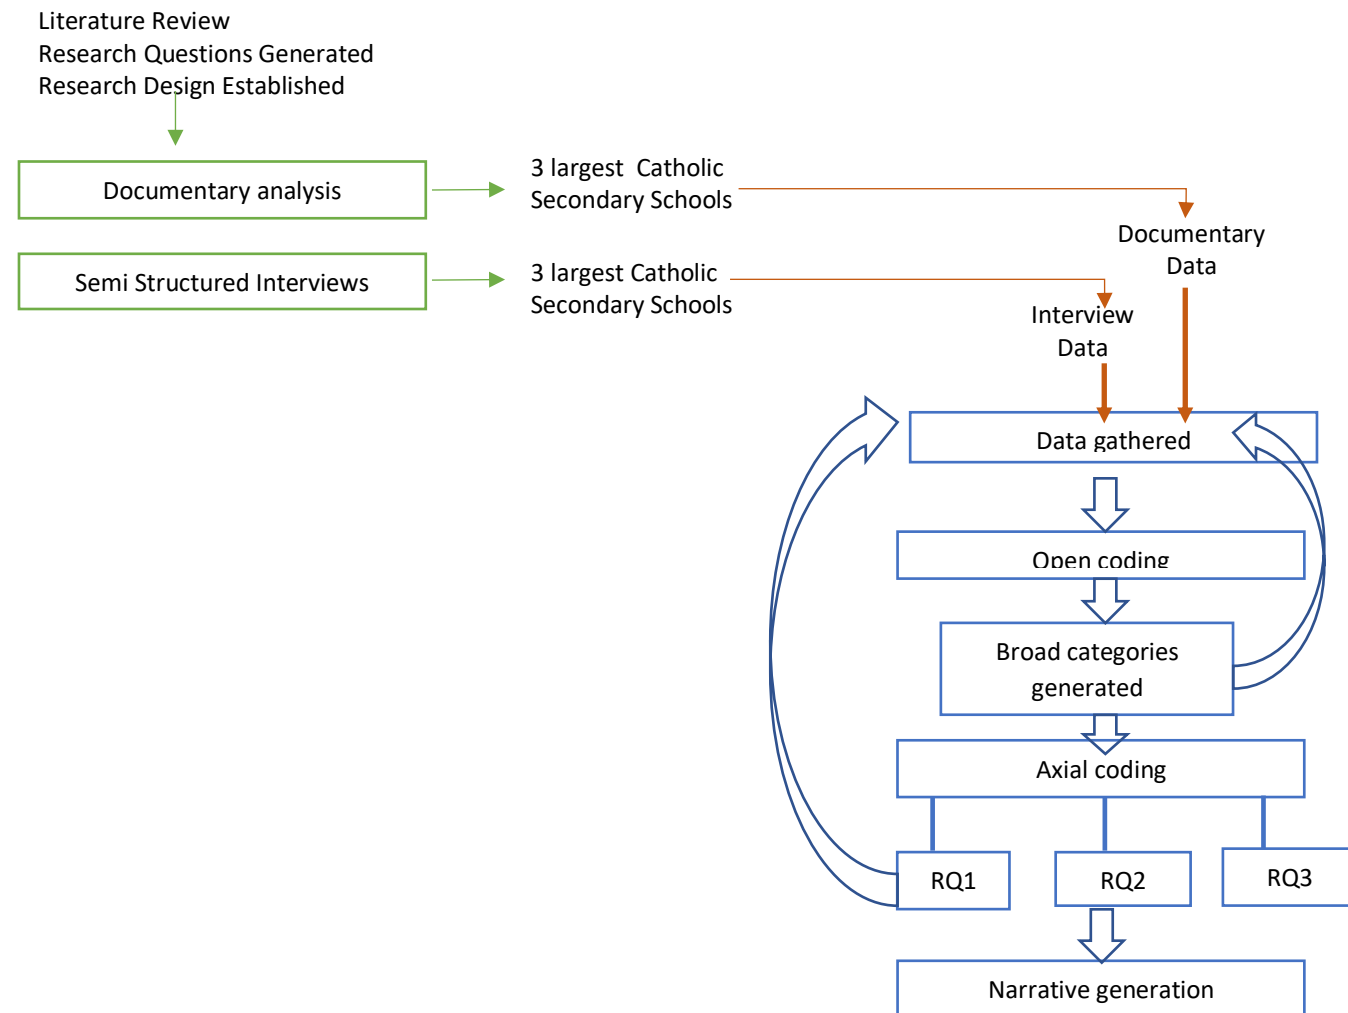 Literature Review
Research Questions Generated
Research Design Established
Documentary analysis
3 largest  Catholic
Secondary Schools
Documentary
Data
Semi Structured Interviews
3 largest Catholic
Secondary Schools
Interview
Data
Data gathered
Open coding
Broad categories
generated
Axial coding
RQ1
RQ2
RQ3
Narrative generation